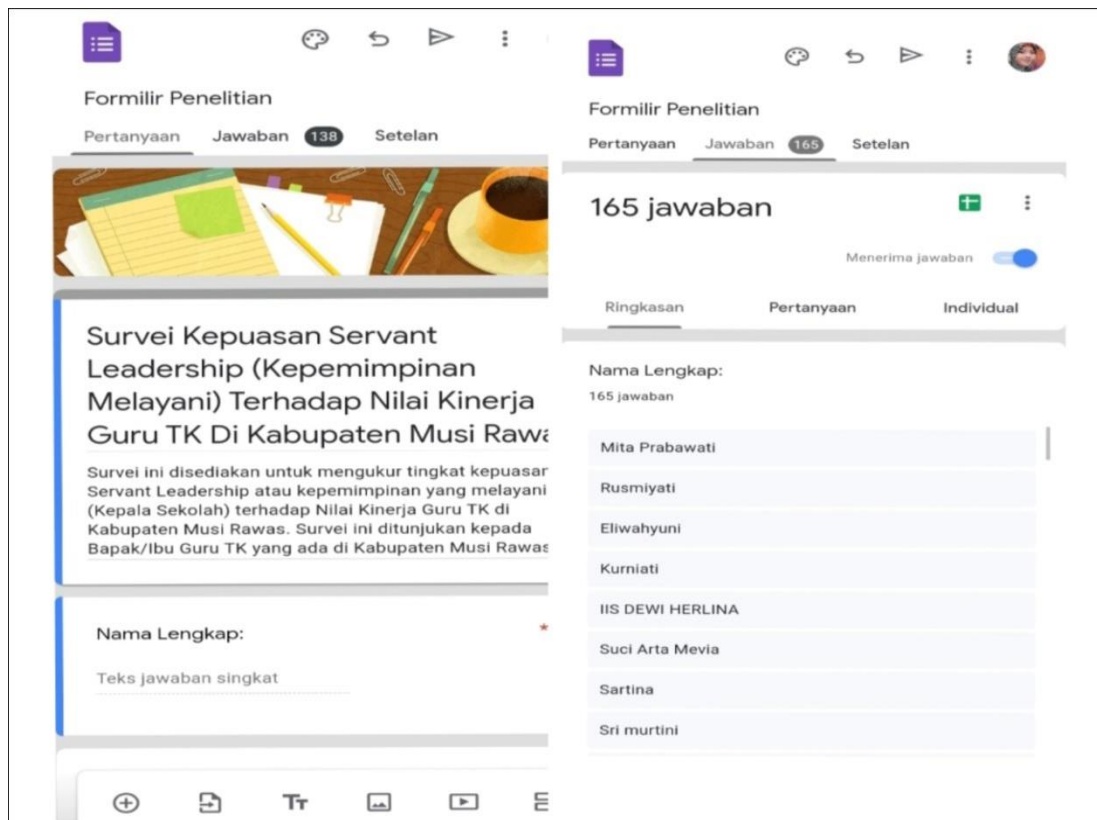 Formilir Penelitian
Pertanyaan Jawaban 138 Setelan
Survei Kepuasan Servant
Leadership (Kepemimpinan
Melayani) Terhadap Nilai Kinerja
Guru TK Di Kabupaten Musi Rawa
Survei ini disediakan untuk mengukur tingkat kepuasan
Servant Leadership atau kepemimpinan yang melayani
(Kepala Sekolah) terhadap Nilai Kinerja Guru TK di
Kabupaten Musi Rawas. Survei ini ditunjukan kepada
Bapak/Ibu Guru TK yang ada di Kabupaten Musi Rawas
Nama Lengkap: *
Teks jawaban singkat
Tт
Formilir Penelitian
Pertanyaan Jawaban 165 Setelan
165 jawaban
Menerima jawaban
Ringkasan Pertanyaan Individual
Nama Lengkap:
165 jawaban
Mita Prabawati
Rusmiyati
Eliwahyuni
Kurniati
IIS DEWI HERLINA
Suci Arta Mevia
Sartina
Sri murtini